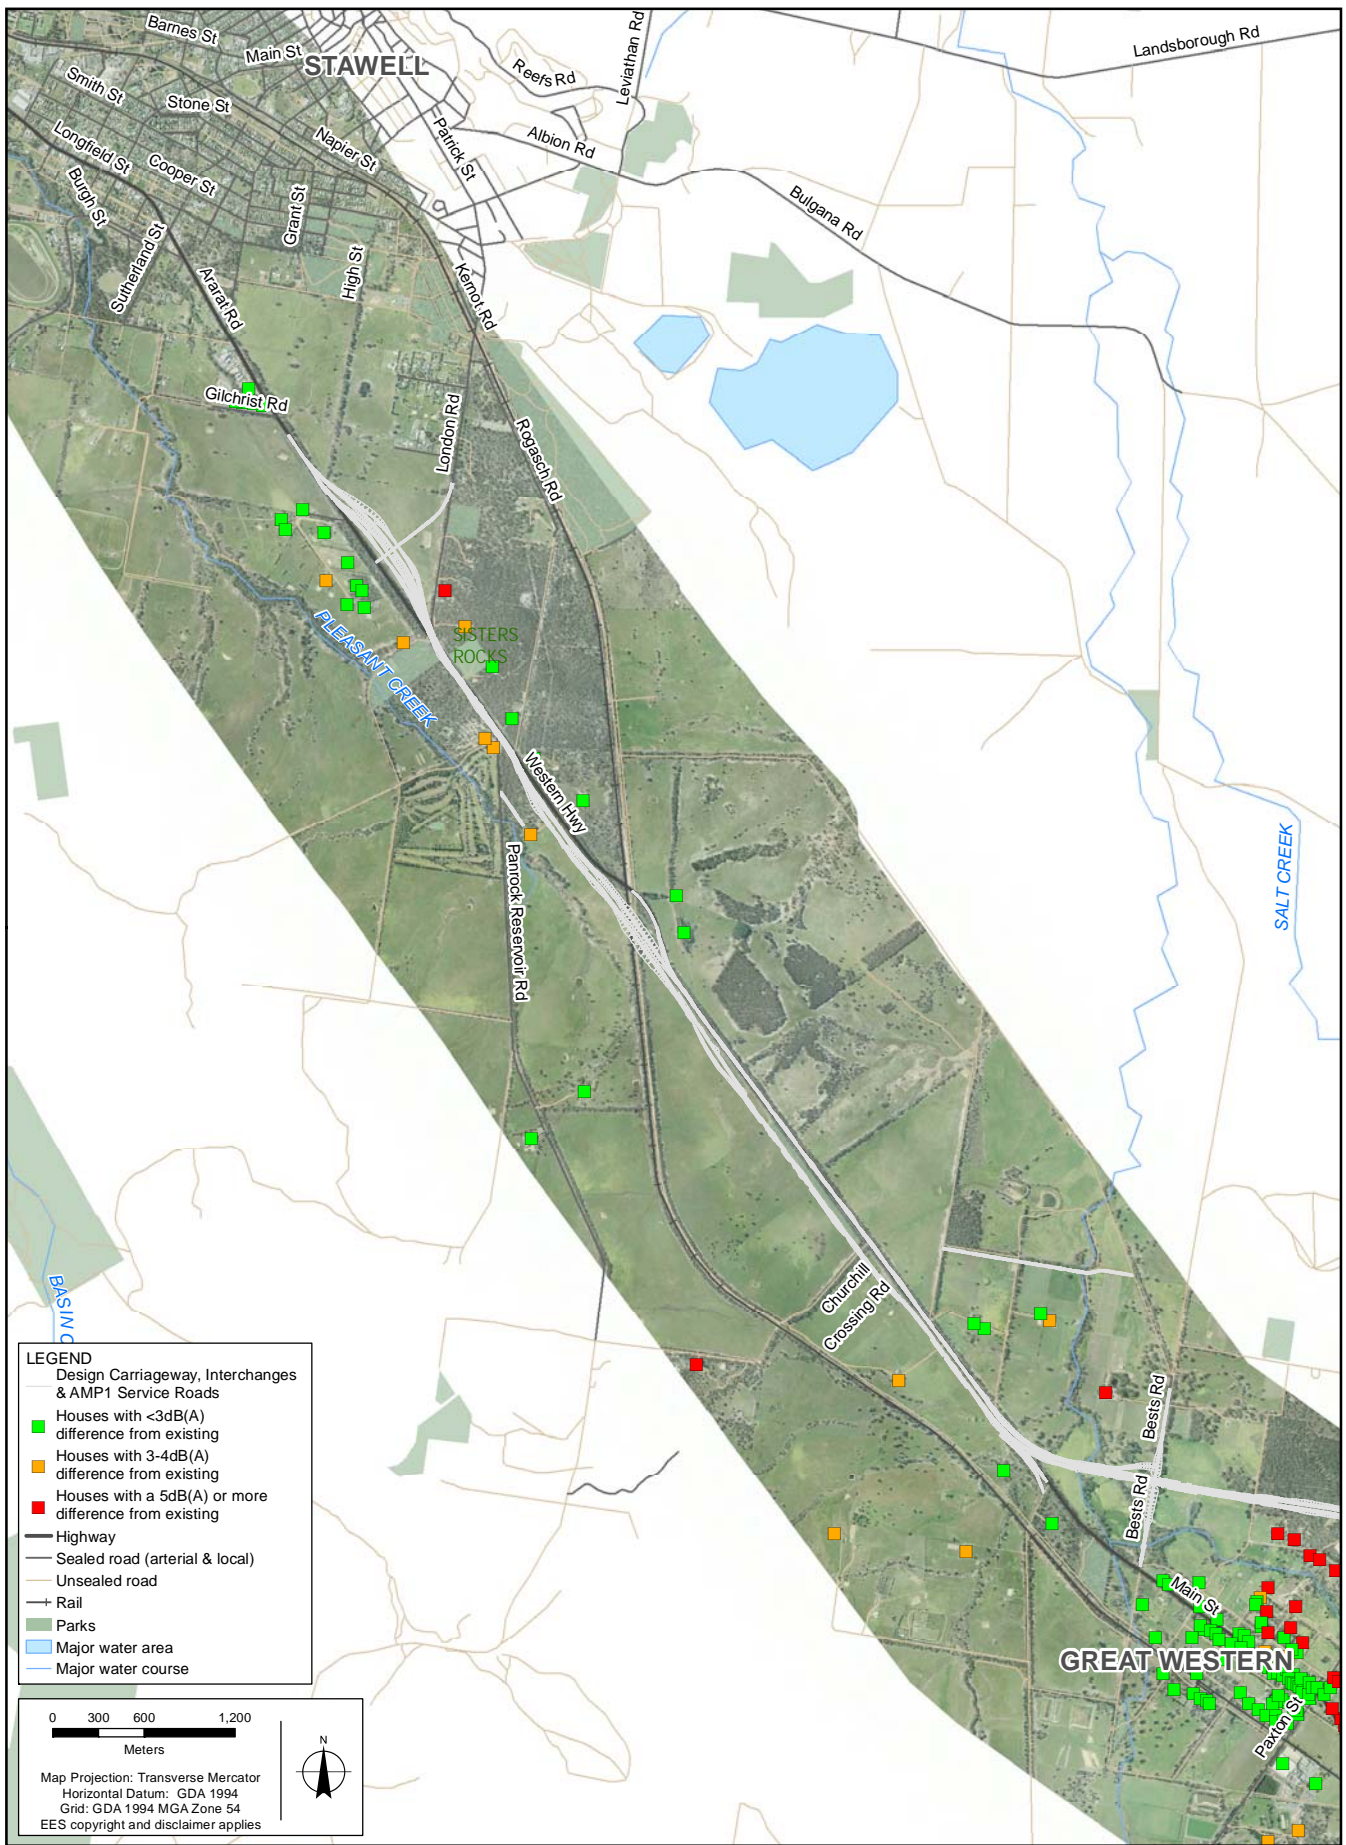 Barnes St
Main St
STAWELL
Smith St
Stone St
Reefs Rd
Leviathan Rd
Landsborough Rd
Longfield St
Cooper St
Napier St
Patrick St
Albion Rd
Burgh St
Grant St
Bulgana Rd
Sutherland St
Ararat Rd
High St
Kernot Rd
Gilchrist Rd
London Rd
Rogasch Rd
PLEASANT CREEK
SISTERS
ROCKS
Western Hwy
Panrock Reservoir Rd
SALT CREEK
Churchill
Crossing Rd
BASIN C
Bests Rd
Bests Rd
Main St
GREAT WESTERN
Paxton St
LEGEND
Design Carriageway, Interchanges
& AMP1 Service Roads
Houses with <3dB(A)
difference from existing
Houses with 3-4dB(A)
difference from existing
Houses with a 5dB(A) or more
difference from existing
Highway
Sealed road (arterial & local)
Unsealed road
Rail
Parks
Major water area
Major water course
0 300 600 1,200
Meters
N
Map Projection: Transverse Mercator
Horizontal Datum: GDA 1994
Grid: GDA 1994 MGA Zone 54
EES copyright and disclaimer applies